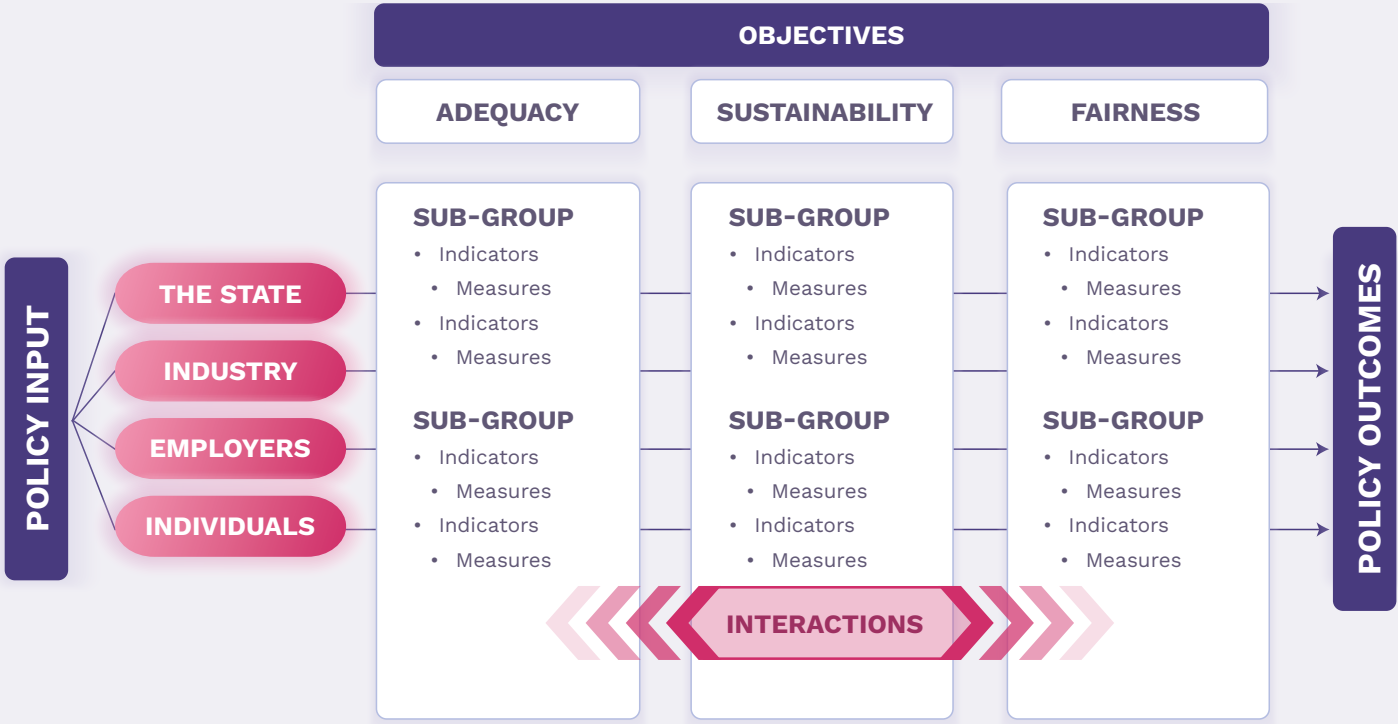 OBJECTIVES
ADEQUACY
SUSTAINABILITY
FAIRNESS
POLICY INPUT
THE STATE
INDUSTRY
EMPLOYERS
INDIVIDUALS
SUB-GROUP
• Indicators
• Measures
• Indicators
• Measures
SUB-GROUP
• Indicators
• Measures
• Indicators
• Measures
SUB-GROUP
• Indicators
• Measures
• Indicators
• Measures
SUB-GROUP
• Indicators
• Measures
• Indicators
• Measures
SUB-GROUP
• Indicators
• Measures
• Indicators
• Measures
SUB-GROUP
• Indicators
• Measures
• Indicators
• Measures
INTERACTIONS
POLICY OUTCOMES